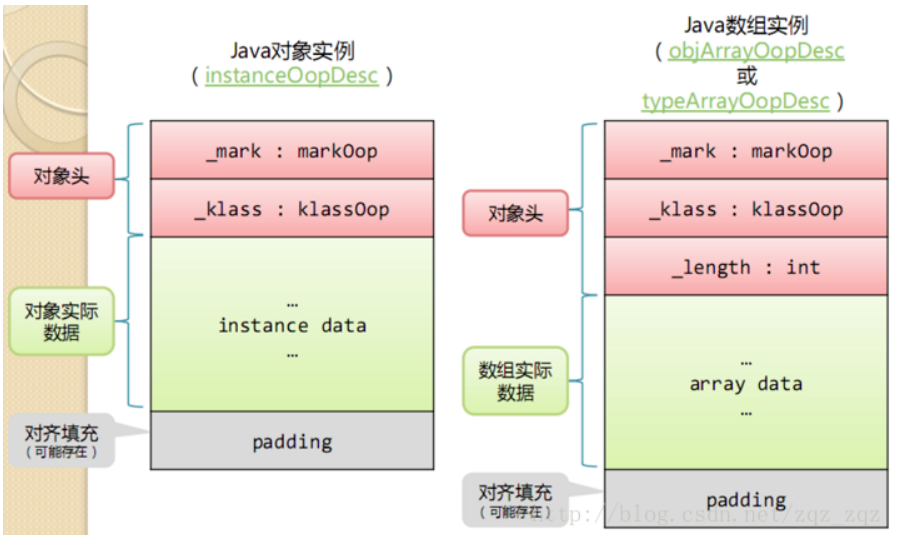 Java对象实例
( instanceOopDesc )
对象头
_mark : markOop
_klass : klassOop
对象实际
数据
…
instance data
…
对齐填充
(可能存在)
padding
Java数组实例
( objArrayOopDesc
或
typeArrayOopDesc )
对象头
_mark : markOop
_klass : klassOop
_length : int
数组实际
数据
…
array data
…
对齐填充
(可能存在)
padding
http://blog.csdn.net/zqz_zqz